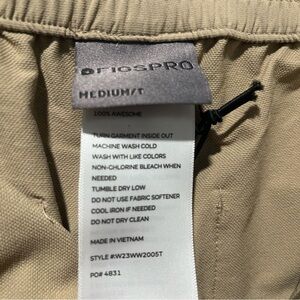 FIGSPRO
MEDIUM/T
100% AWESOME
TURN GARMENT INSIDE OUT
MACHINE WASH COLD
WASH WITH LIKE COLORS
NON-CHLORINE BLEACH WHEN
NEEDED
TUMBLE DRY LOW
DO NOT USE FABRIC SOFTENER
COOL IRON IF NEEDED
DO NOT DRY CLEAN
MADE IN VIETNAM
STYLE #:W23WW2005T
PO# 4831